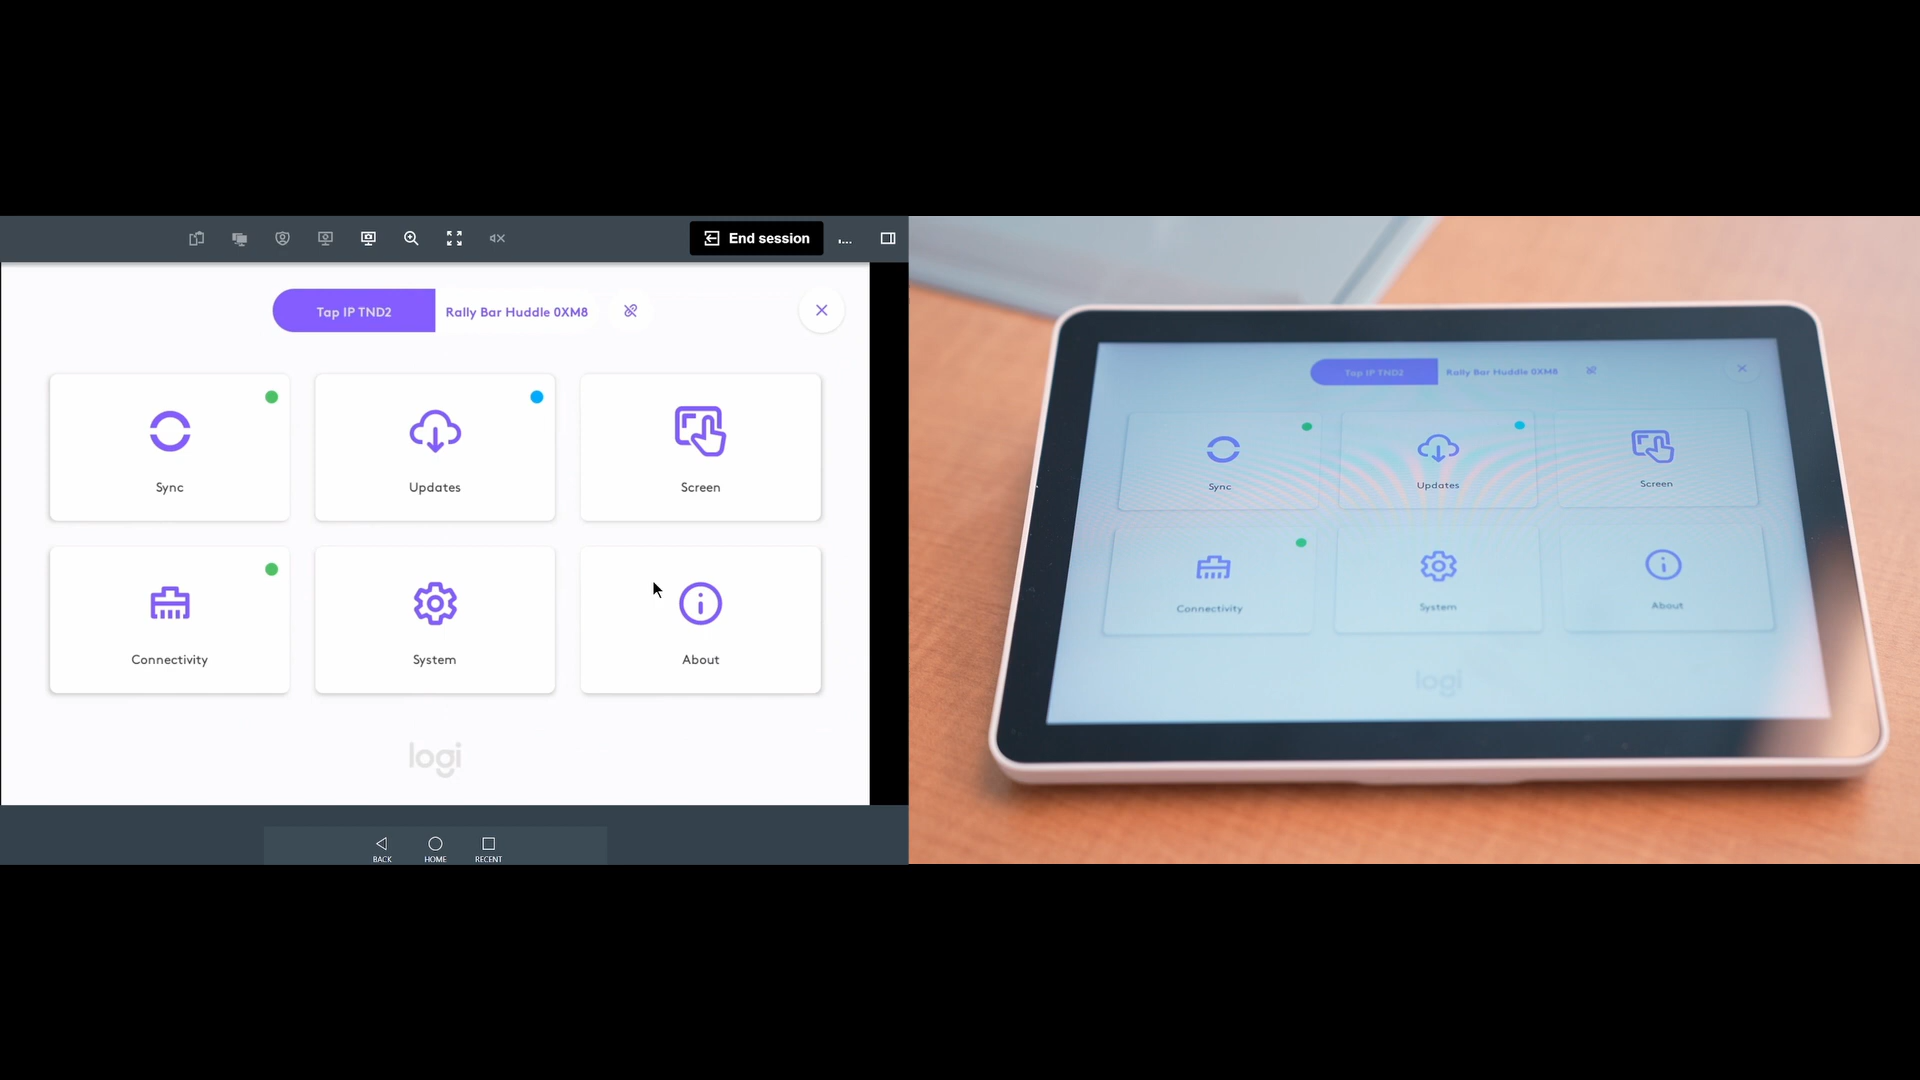 End session
...
Tap IP TND2
Rally Bar Huddle 0XM8
Sync
Updates
Screen
Connectivity
System
About
logi
BACK
HOME
RECENT
Tap IP TND2
Rally Bar Huddle 0XM8
Sync
Updates
Screen
Connectivity
System
About
logi